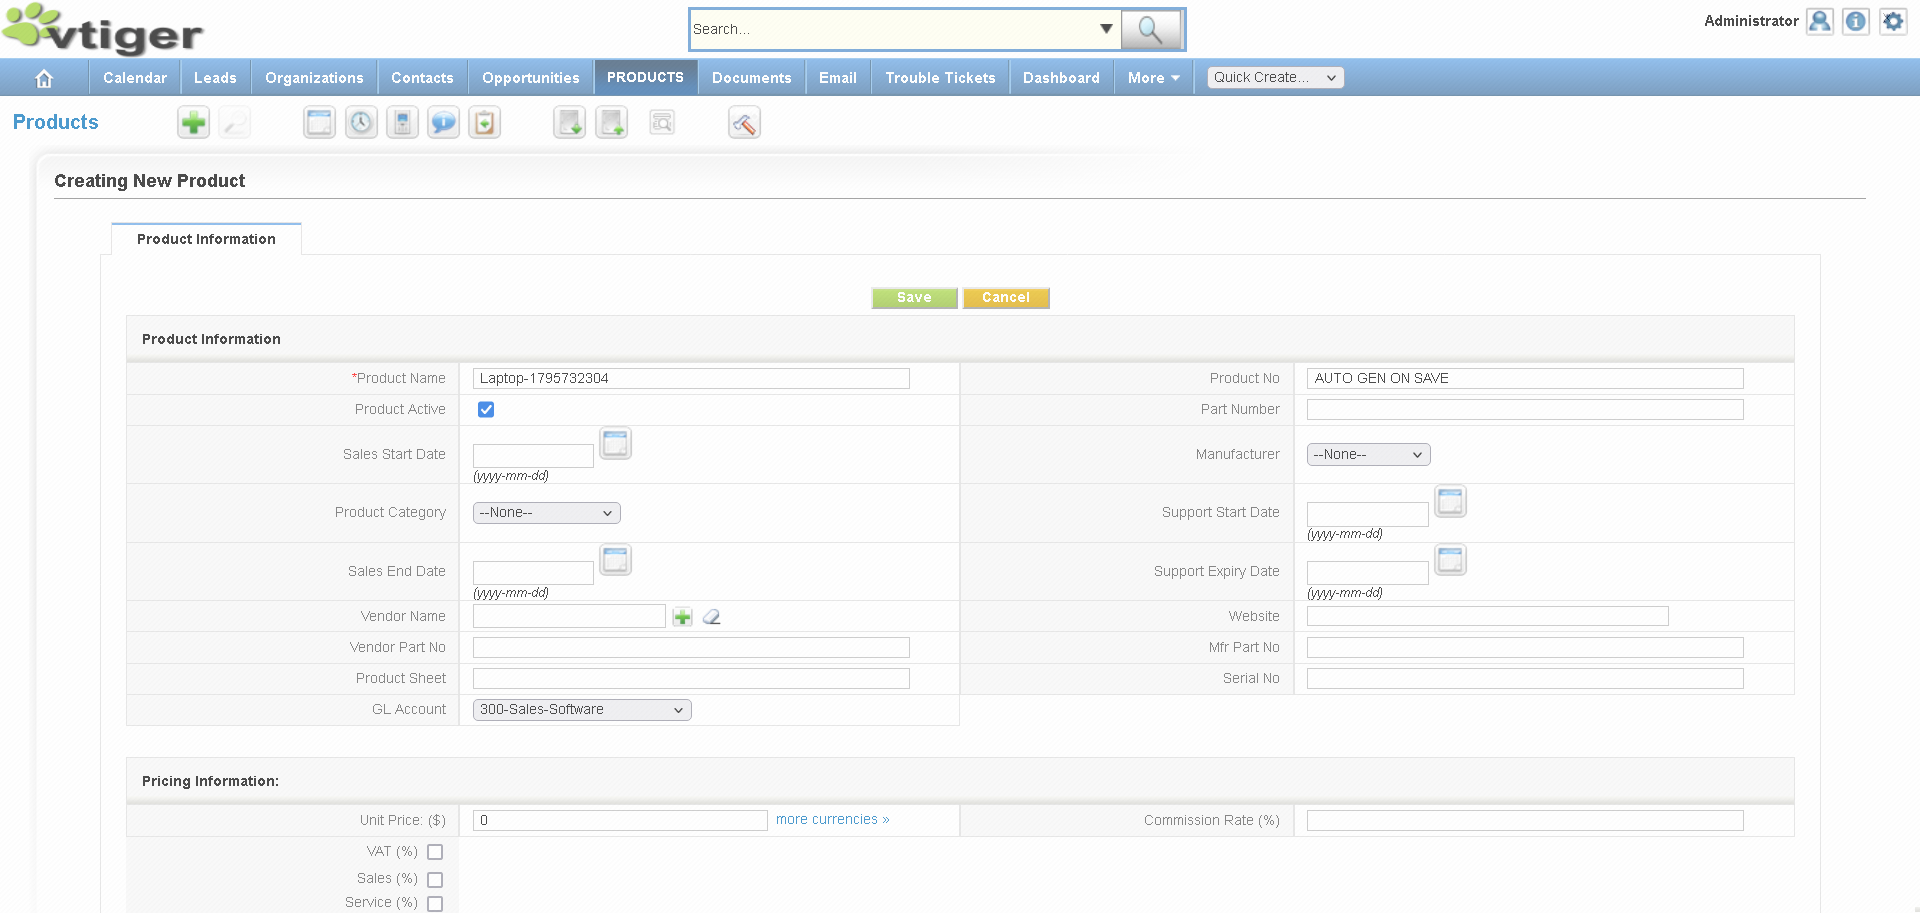 vtiger
Search...
Administrator
Calendar
Leads
Organizations
Contacts
Opportunities
PRODUCTS
Documents
Email
Trouble Tickets
Dashboard
More
Quick Create...
Products
Creating New Product
Product Information
Save
Cancel
Product Information
*Product Name
Laptop-1795732304
Product No
AUTO GEN ON SAVE
Product Active
Part Number
Sales Start Date
(yyyy-mm-dd)
Manufacturer
--None--
Product Category
--None--
Support Start Date
(yyyy-mm-dd)
Sales End Date
(yyyy-mm-dd)
Support Expiry Date
(yyyy-mm-dd)
Vendor Name
Website
Vendor Part No
Mfr Part No
Product Sheet
Serial No
GL Account
300-Sales-Software
Pricing Information:
Unit Price: ($)
0
more currencies »
Commission Rate (%)
VAT (%)
Sales (%)
Service (%)